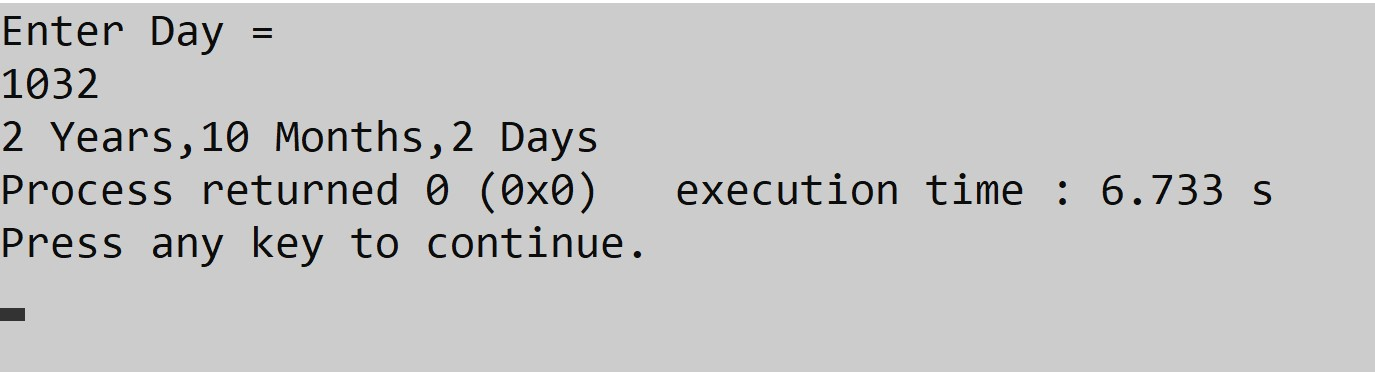 Enter Day =
1032
2 Years,10 Months,2 Days
Process returned 0 (0x0)   execution time : 6.733 s
Press any key to continue.